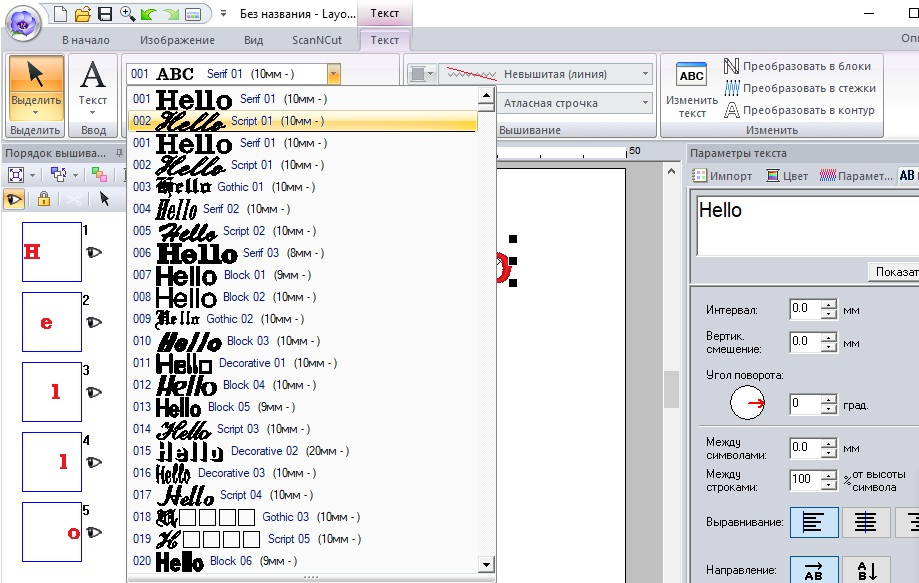 Без названия - Layo...
Текст
В начало
Изображение
Вид
ScanNCut
Текст
Выделить
Выделить
A
Текст
Ввод
001 ABC Serif 01 (10мм - )
001 Hello Serif 01 (10мм - )
002 Hello Script 01 (10мм - )
001 Hello Serif 01 (10мм - )
002 Hello Script 01 (10мм - )
003 Hello Gothic 01 (10мм - )
004 Hello Serif 02 (10мм - )
005 Hello Script 02 (10мм - )
006 Hello Serif 03 (8мм - )
007 Hello Block 01 (9мм - )
008 Hello Block 02 (10мм - )
009 Hello Gothic 02 (10мм - )
010 Hello Block 03 (10мм - )
011 Hello Decorative 01 (10мм - )
012 Hello Block 04 (10мм - )
013 Hello Block 05 (9мм - )
014 Hello Script 03 (10мм - )
015 Hello Decorative 02 (20мм - )
016 Hello Decorative 03 (10мм - )
017 Hello Script 04 (10мм - )
018 H Gothic 03 (10мм - )
019 H Script 05 (10мм - )
020 Hello Block 06 (9мм - )
Невышитая (линия)
Атласная строчка
Вышивание
ABC
Изменить текст
Преобразовать в блоки
Преобразовать в стежки
Преобразовать в контур
Изменить
Порядок вышива...
1
H
2
e
3
l
4
l
5
o
50
Параметры текста
Импорт
Цвет
Парамет...
AB
Hello
Показат
Интервал: 0.0 мм
Вертик. смещение: 0.0 мм
Угол поворота:
0 град.
Между символами: 0.0 мм
Между строками: 100 % от высоты символа
Выравнивание:
Направление: AB A B